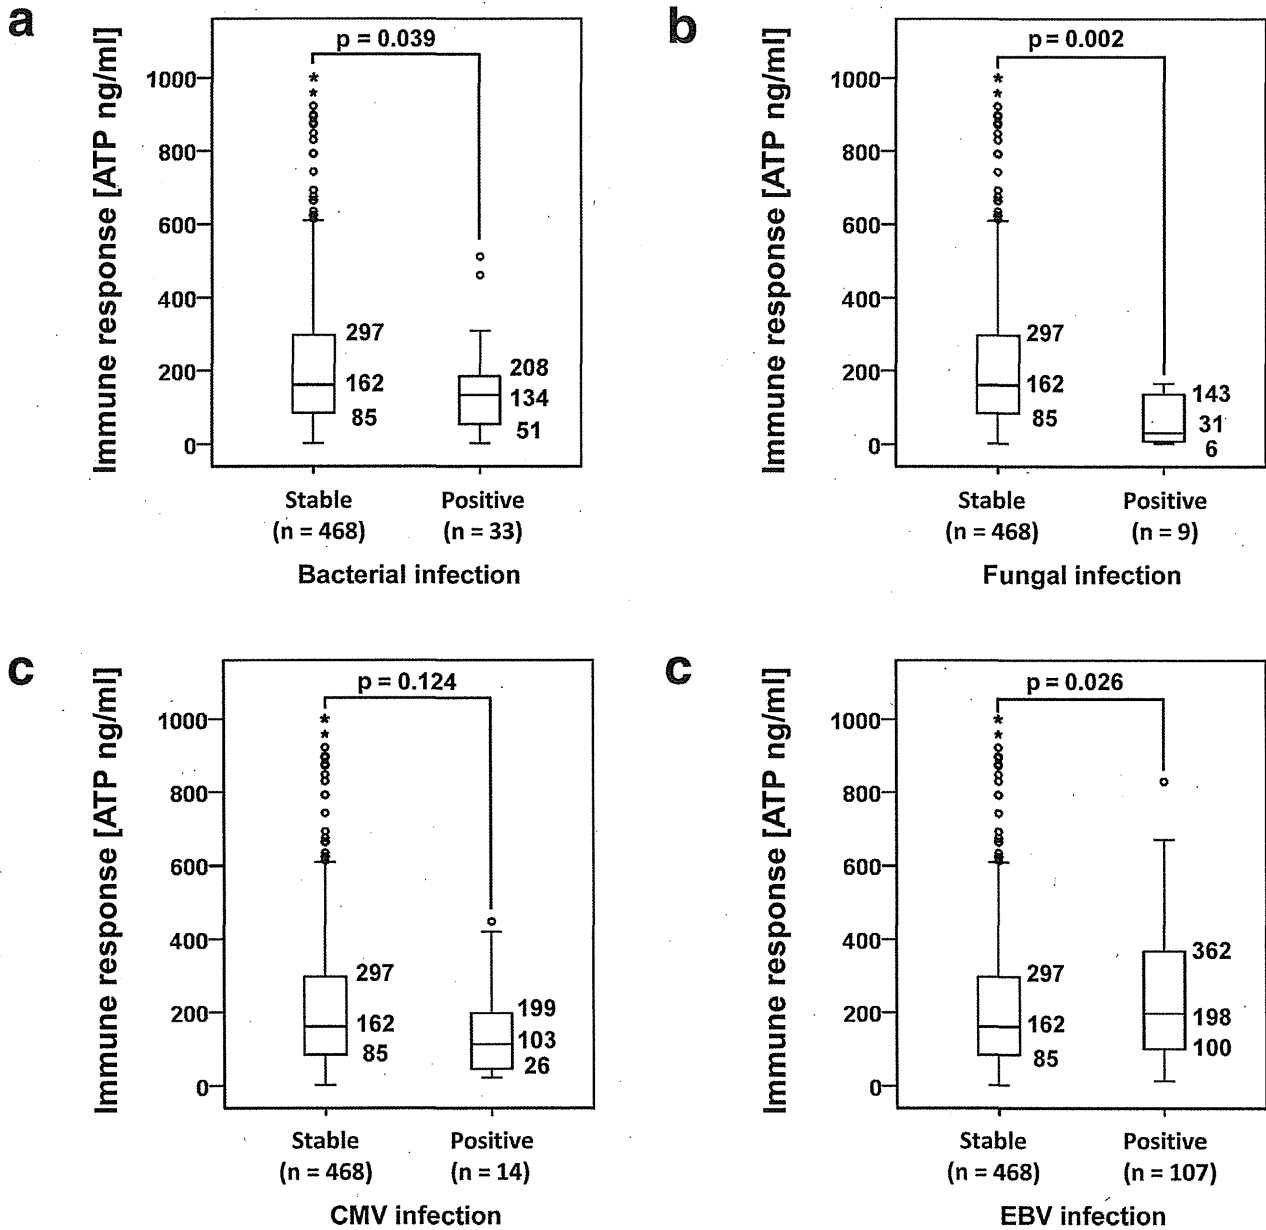 a
p = 0.039
Immune response [ATP ng/ml]
1000
800
600
400
200
0
297
162
85
208
134
51
Stable
(n = 468)
Positive
(n = 33)
Bacterial infection
b
p = 0.002
Immune response [ATP ng/ml]
1000
800
600
400
200
0
297
162
85
143
31
6
Stable
(n = 468)
Positive
(n = 9)
Fungal infection
c
p = 0.124
Immune response [ATP ng/ml]
1000
800
600
400
200
0
297
162
85
199
103
26
Stable
(n = 468)
Positive
(n = 14)
CMV infection
c
p = 0.026
Immune response [ATP ng/ml]
1000
800
600
400
200
0
297
162
85
362
198
100
Stable
(n = 468)
Positive
(n = 107)
EBV infection